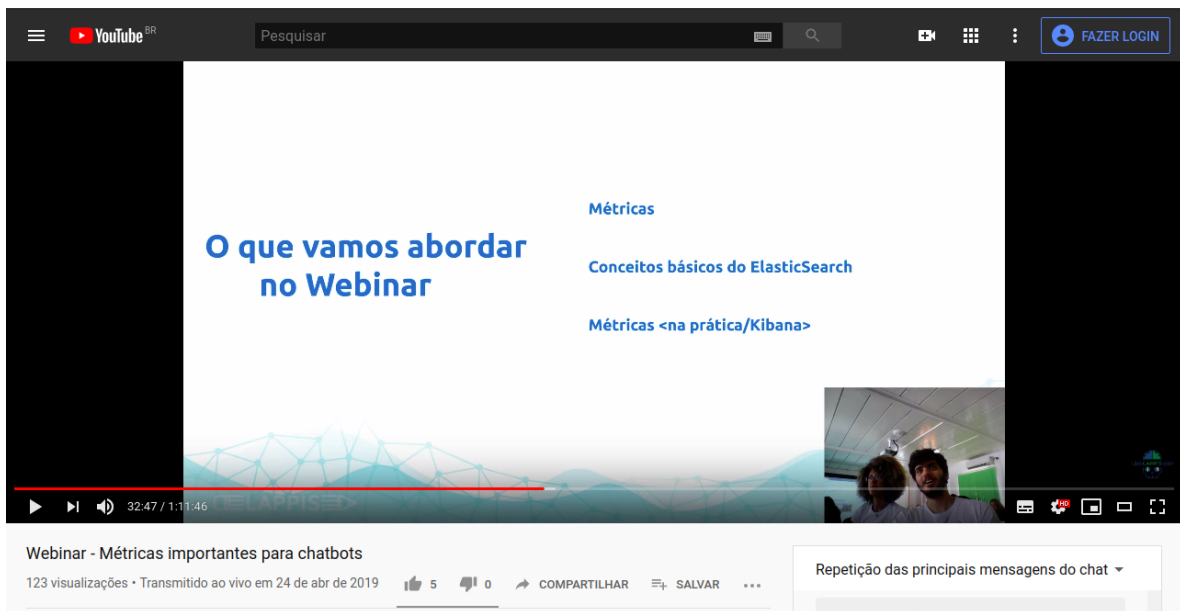 YouTube BR
Pesquisar
FAZER LOGIN
O que vamos abordar
no Webinar
Métricas
Conceitos básicos do ElasticSearch
Métricas <na prática/Kibana>
LAPPIS
32:47 / 1:11:46
HD
Webinar - Métricas importantes para chatbots
123 visualizações • Transmitido ao vivo em 24 de abr de 2019
5
0
COMPARTILHAR
SALVAR
Repetição das principais mensagens do chat